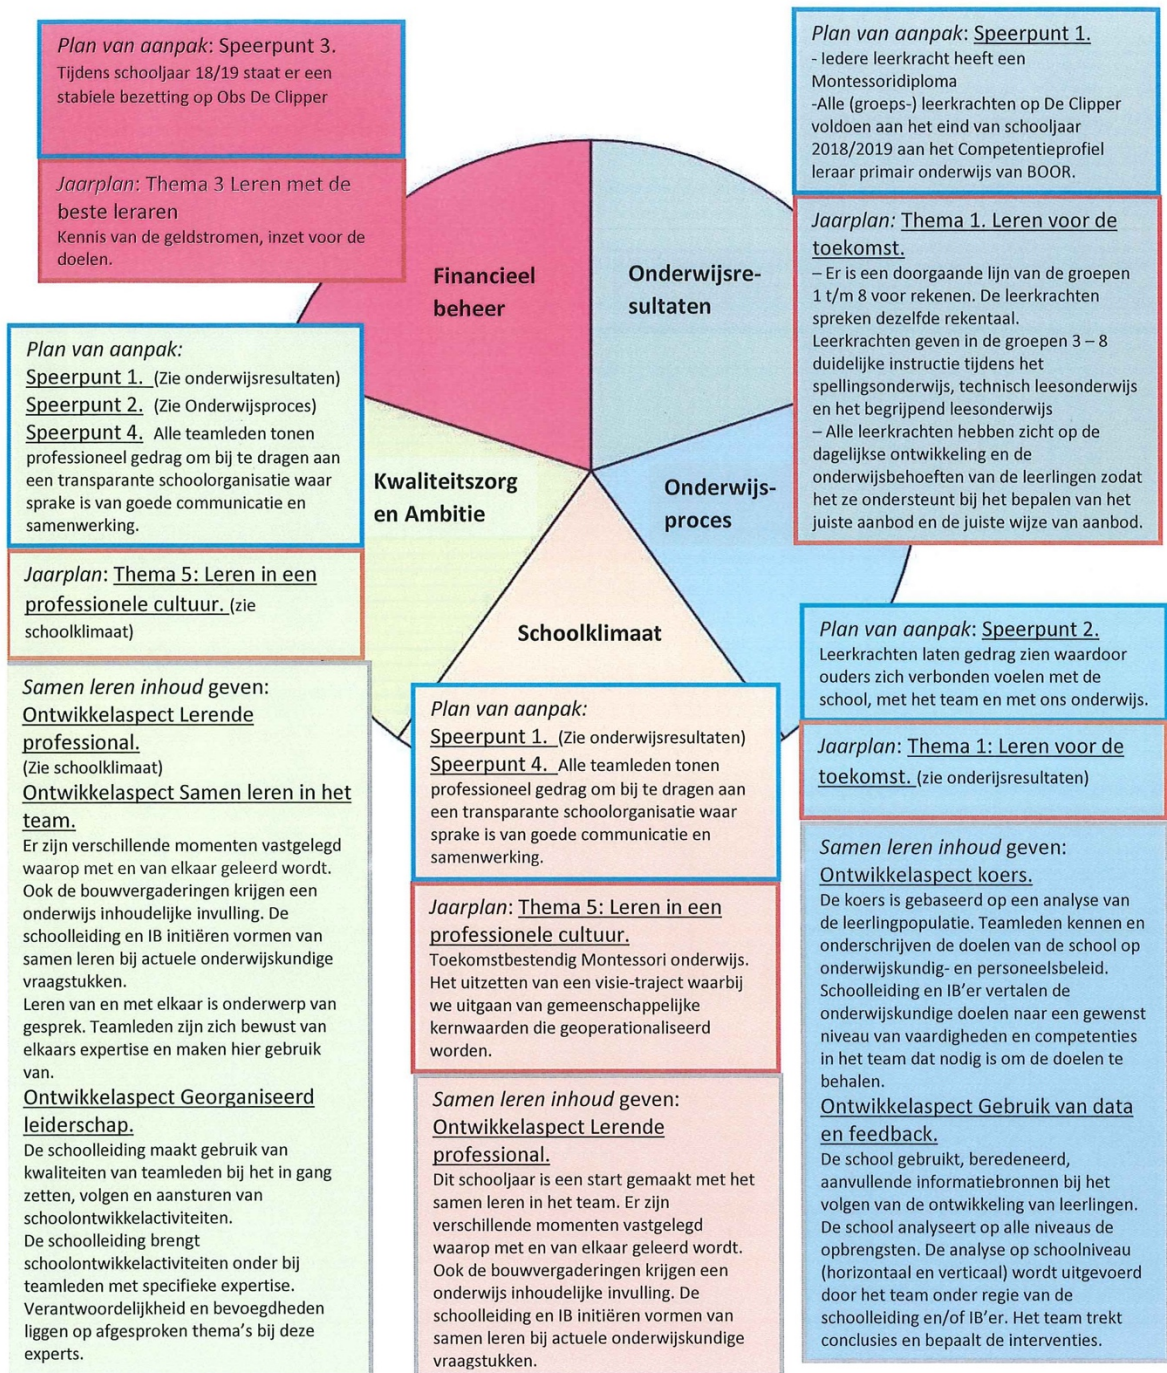 Plan van aanpak: Speerpunt 3.
Tijdens schooljaar 18/19 staat er een
stabiele bezetting op Obs De Clipper
Jaarplan: Thema 3 Leren met de
beste leraren
Kennis van de geldstromen, inzet voor de
doelen.
Plan van aanpak: Speerpunt 1.
- Iedere leerkracht heeft een
Montessoridiploma
-Alle (groeps-) leerkrachten op De Clipper
voldoen aan het eind van schooljaar
2018/2019 aan het Competentieprofiel
leraar primair onderwijs van BOOR.
Jaarplan: Thema 1. Leren voor de
toekomst.
– Er is een doorgaande lijn van de groepen
1 t/m 8 voor rekenen. De leerkrachten
spreken dezelfde rekentaal.
Leerkrachten geven in de groepen 3 – 8
duidelijke instructie tijdens het
spellingsonderwijs, technisch leesonderwijs
en het begrijpend leesonderwijs
– Alle leerkrachten hebben zicht op de
dagelijkse ontwikkeling en de
onderwijsbehoeften van de leerlingen zodat
het ze ondersteunt bij het bepalen van het
juiste aanbod en de juiste wijze van aanbod.
Financieel
beheer
Onderwijsre-
sultaten
Kwaliteitszorg
en Ambitie
Onderwijs-
proces
Schoolklimaat
Plan van aanpak:
Speerpunt 1. (Zie onderwijsresultaten)
Speerpunt 2. (Zie Onderwijsproces)
Speerpunt 4. Alle teamleden tonen
professioneel gedrag om bij te dragen aan
een transparante schoolorganisatie waar
sprake is van goede communicatie en
samenwerking.
Jaarplan: Thema 5: Leren in een
professionele cultuur. (zie
schoolklimaat)
Samen leren inhoud geven:
Ontwikkelaspect Lerende
professional.
(Zie schoolklimaat)
Ontwikkelaspect Samen leren in het
team.
Er zijn verschillende momenten vastgelegd
waarop met en van elkaar geleerd wordt.
Ook de bouwvergaderingen krijgen een
onderwijs inhoudelijke invulling. De
schoolleiding en IB initiëren vormen van
samen leren bij actuele onderwijskundige
vraagstukken.
Leren van en met elkaar is onderwerp van
gesprek. Teamleden zijn zich bewust van
elkaars expertise en maken hier gebruik
van.
Ontwikkelaspect Georganiseerd
leiderschap.
De schoolleiding maakt gebruik van
kwaliteiten van teamleden bij het in gang
zetten, volgen en aansturen van
schoolontwikkelactiviteiten.
De schoolleiding brengt
schoolontwikkelactiviteiten onder bij
teamleden met specifieke expertise.
Verantwoordelijkheid en bevoegdheden
liggen op afgesproken thema's bij deze
experts.
Plan van aanpak:
Speerpunt 1. (Zie onderwijsresultaten)
Speerpunt 4. Alle teamleden tonen
professioneel gedrag om bij te dragen aan
een transparante schoolorganisatie waar
sprake is van goede communicatie en
samenwerking.
Jaarplan: Thema 5: Leren in een
professionele cultuur.
Toekomstbestendig Montessori onderwijs.
Het uitzetten van een visie-traject waarbij
we uitgaan van gemeenschappelijke
kernwaarden die geoperationaliseerd
worden.
Samen leren inhoud geven:
Ontwikkelaspect Lerende
professional.
Dit schooljaar is een start gemaakt met het
samen leren in het team. Er zijn
verschillende momenten vastgelegd
waarop met en van elkaar geleerd wordt.
Ook de bouwvergaderingen krijgen een
onderwijs inhoudelijke invulling. De
schoolleiding en IB initiëren vormen van
samen leren bij actuele onderwijskundige
vraagstukken.
Plan van aanpak: Speerpunt 2.
Leerkrachten laten gedrag zien waardoor
ouders zich verbonden voelen met de
school, met het team en met ons onderwijs.
Jaarplan: Thema 1: Leren voor de
toekomst. (zie onderijsresultaten)
Samen leren inhoud geven:
Ontwikkelaspect koers.
De koers is gebaseerd op een analyse van
de leerlingpopulatie. Teamleden kennen en
onderschrijven de doelen van de school op
onderwijskundig- en personeelsbeleid.
Schoolleiding en IB'er vertalen de
onderwijskundige doelen naar een gewenst
niveau van vaardigheden en competenties
in het team dat nodig is om de doelen te
behalen.
Ontwikkelaspect Gebruik van data
en feedback.
De school gebruikt, beredeneerd,
aanvullende informatiebronnen bij het
volgen van de ontwikkeling van leerlingen.
De school analyseert op alle niveaus de
opbrengsten. De analyse op schoolniveau
(horizontaal en verticaal) wordt uitgevoerd
door het team onder regie van de
schoolleiding en/of IB'er. Het team trekt
conclusies en bepaalt de interventies.